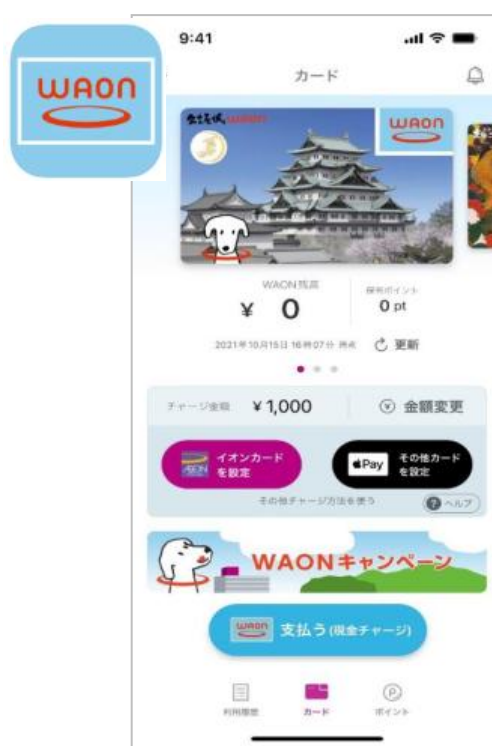 WAON
9:41
カード
WAON
WAON残高
¥ 0
保有ポイント
0 pt
2021年10月15日 16時07分 時点
更新
チャージ金額 ¥1,000
金額変更
イオンカード
を設定
AEON
Pay
その他カード
を設定
その他チャージ方法を使う
? ヘルプ
WAONキャンペーン
WAON
支払う(現金チャージ)
利用履歴
カード
ポイント